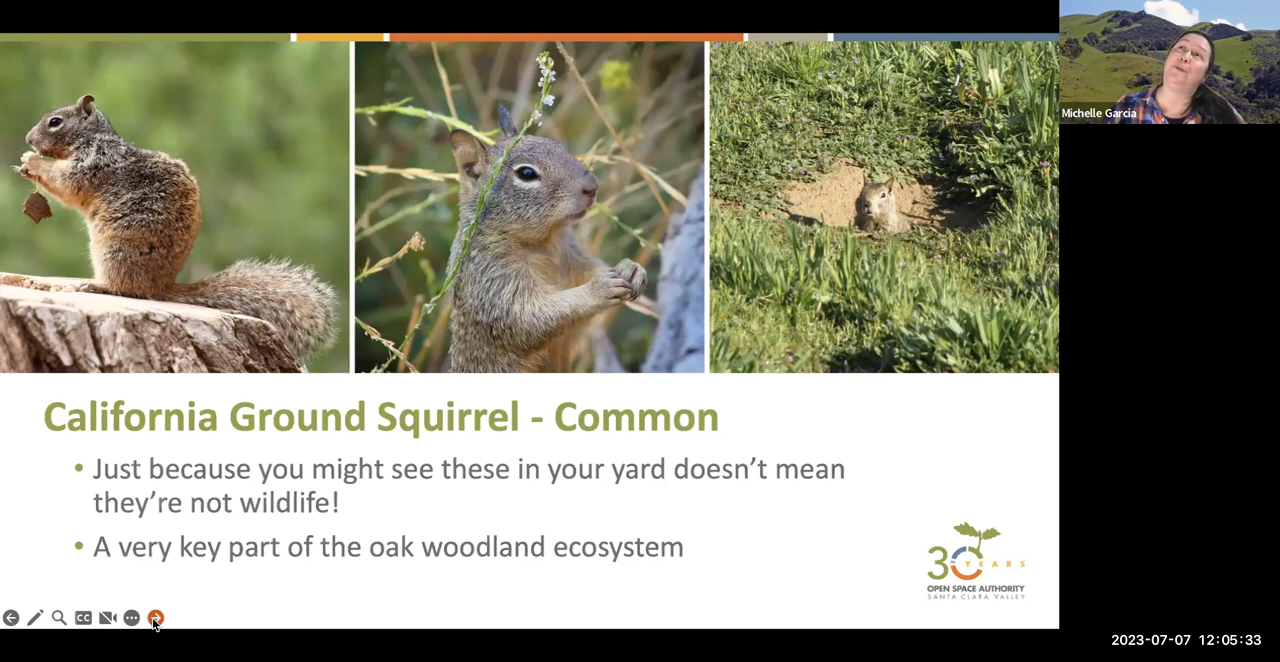 Michelle Garcia
California Ground Squirrel - Common
• Just because you might see these in your yard doesn’t mean
they’re not wildlife!
• A very key part of the oak woodland ecosystem
30
YEARS
OPEN SPACE AUTHORITY
SANTA CLARA VALLEY
CC
2023-07-07 12:05:33